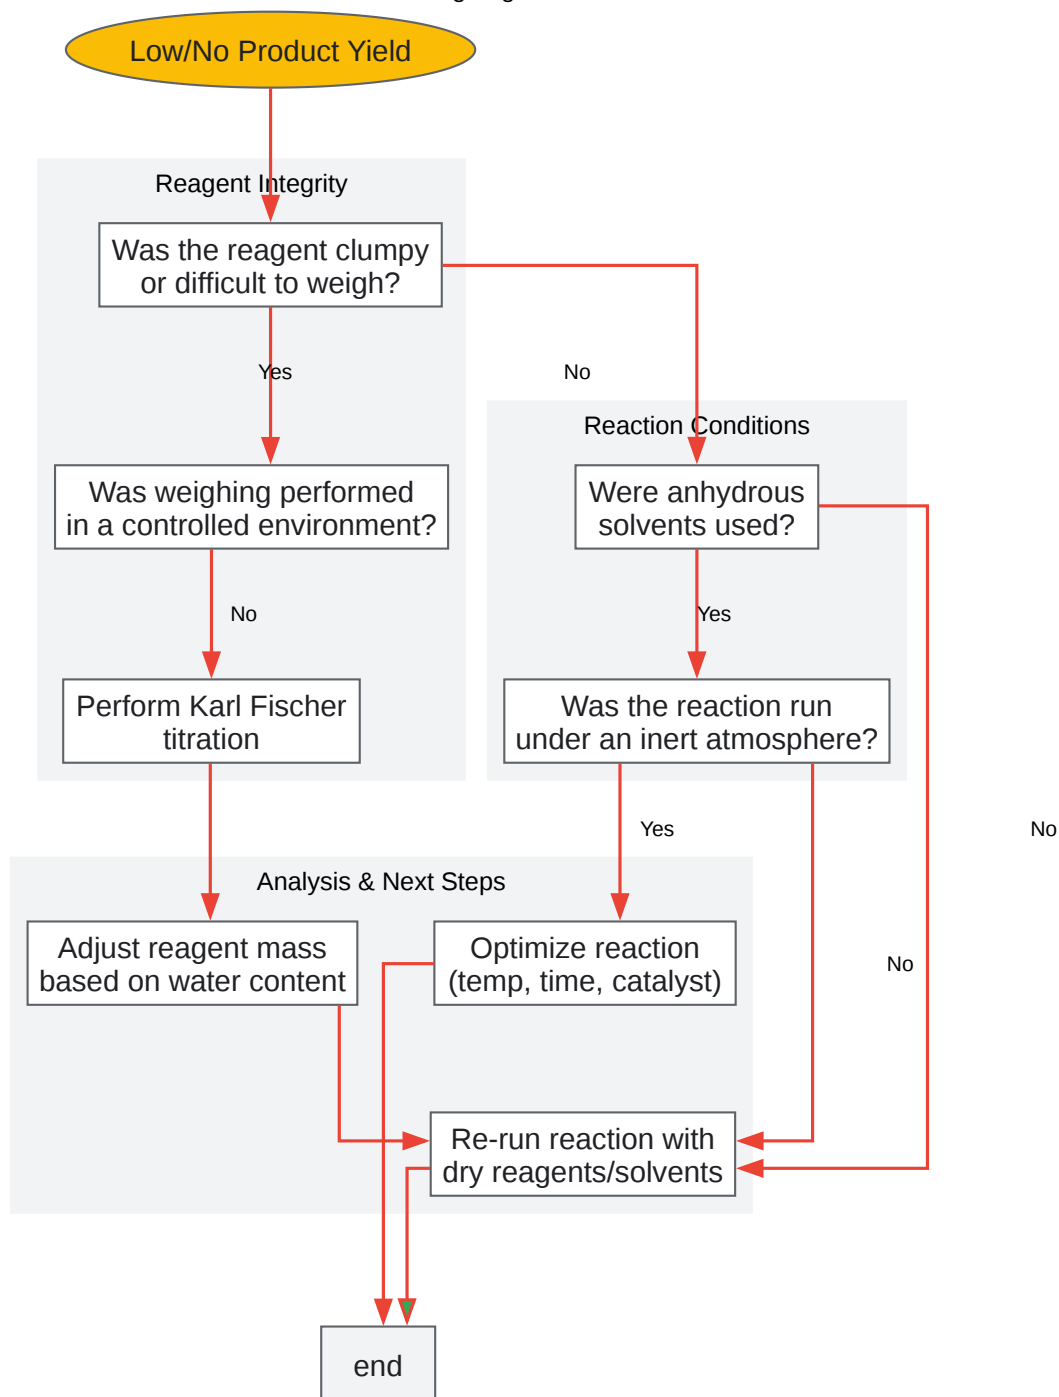 Low/No Product Yield
Reagent Integrity
Was the reagent clumpy
or difficult to weigh?
Yes
No
Reaction Conditions
Was weighing performed
in a controlled environment?
Were anhydrous
solvents used?
No
Yes
Perform Karl Fischer
titration
Was the reaction run
under an inert atmosphere?
Yes
No
Analysis & Next Steps
Adjust reagent mass
based on water content
Optimize reaction
(temp, time, catalyst)
No
Re-run reaction with
dry reagents/solvents
end